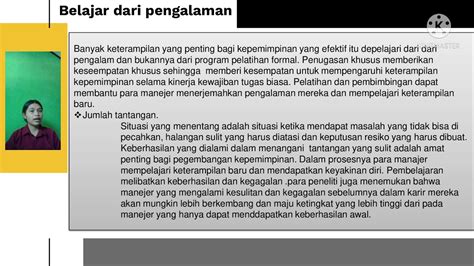 Belajar dari pengalaman
Banyak keterampilan yang penting bagi kepemimpinan yang efektif itu depelajari dari dari
pengalam dan bukannya dari program pelatihan formal. Penugasan khusus memberikan
keseempatan khusus sehingga memberi kesempatan untuk mempengaruhi keterampilan
kepemimpinan selama kinerja kewajiban tugas biasa. Pelatihan dan pembimbingan dapat
membantu para manajer menerjemahkan pengalaman mereka dan mempelajari keterampilan
baru.
❖Jumlah tantangan.
Situasi yang menentang adalah situasi ketika mendapat masalah yang tidak bisa di
pecahkan, halangan sulit yang harus diatasi dan keputusan resiko yang harus dibuat.
Keberhasilan yang dialami dalam menangani tantangan yang sulit adalah amat
penting bagi pegembangan kepemimpinan. Dalam prosesnya para manajer
mempelajari keterampilan baru dan mendapatkan keyakinan diri. Pembelajaran
melibatkan keberhasilan dan kegagalan .para peneliti juga menemukan bahwa
manejer yang mengalami kesulitan dan kegagalan sebelumnya dalam karir mereka
akan mungkin lebih berkembang dan maju ketingkat yang lebih tinggi dari pada
manejer yang hanya dapat menddapatkan keberhasilan awal.